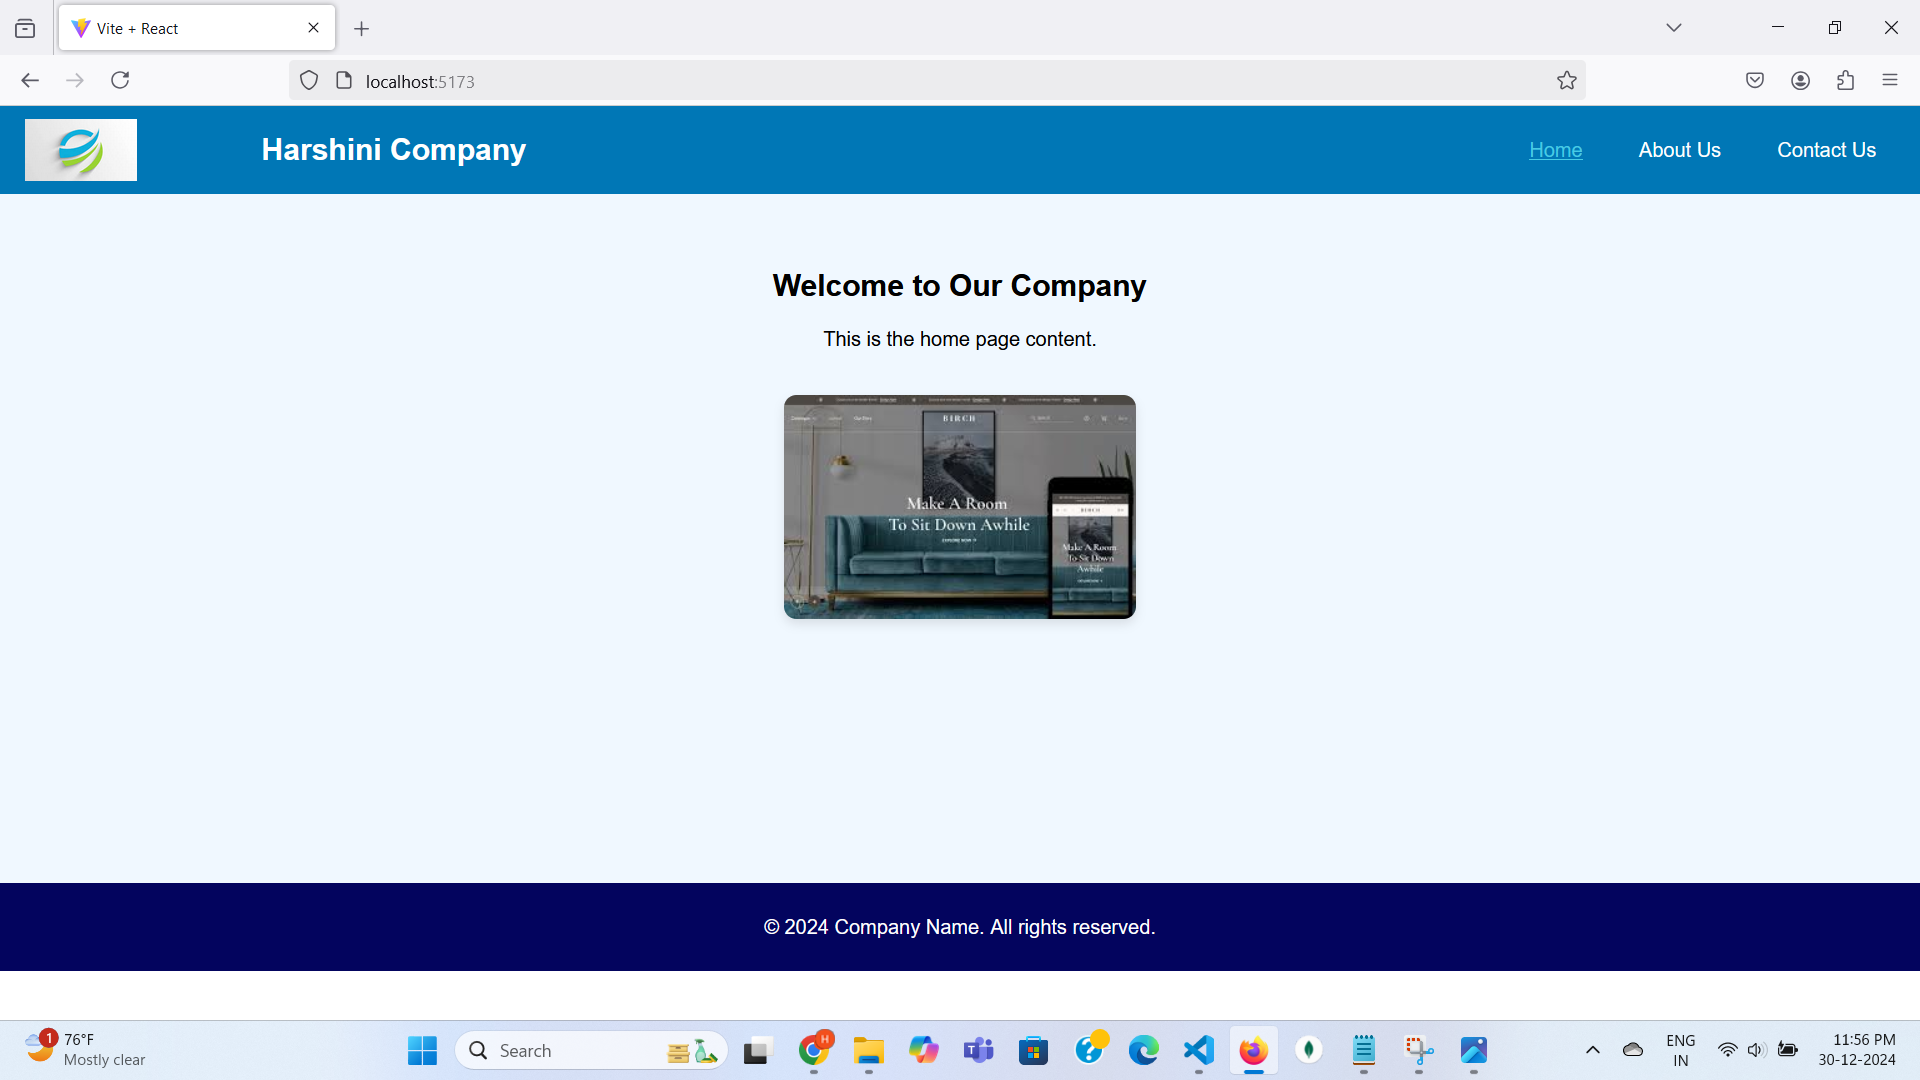 Vite + React
localhost:5173
Harshini Company
Home
About Us
Contact Us
Welcome to Our Company
This is the home page content.
BIRCH
Make A Room
To Sit Down Awhile
EXPLORE NOW
BIRCH
Make A Room
To Sit Down
Awhile
© 2024 Company Name. All rights reserved.
1
76°F
Mostly clear
Search
H
ENG
IN
11:56 PM
30-12-2024